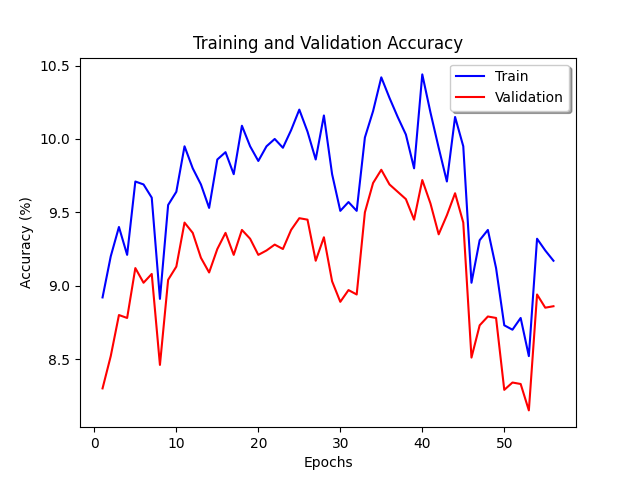 Training and Validation Accuracy
Train
Validation
Accuracy (%)
10.5
10.0
9.5
9.0
8.5
0 10 20 30 40 50
Epochs